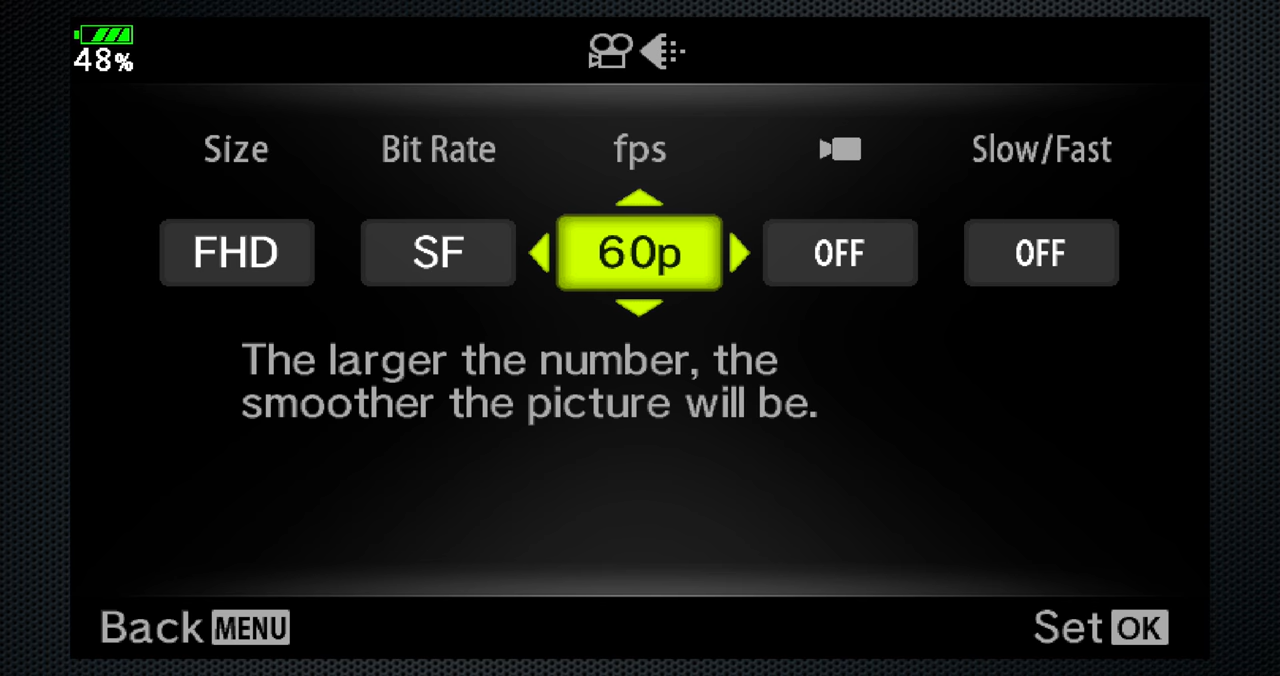 48%
Size Bit Rate fps Slow/Fast
FHD SF 60p OFF OFF
The larger the number, the
smoother the picture will be.
Back MENU Set OK